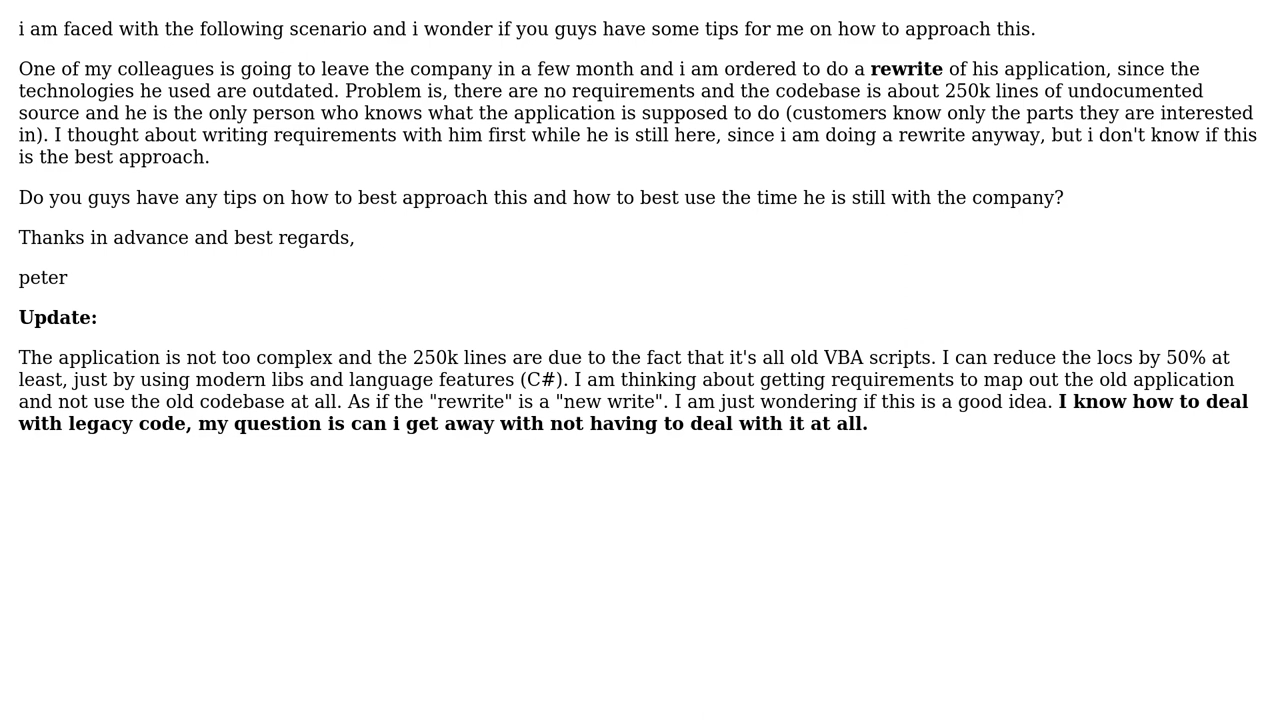 i am faced with the following scenario and i wonder if you guys have some tips for me on how to approach this.
One of my colleagues is going to leave the company in a few month and i am ordered to do a rewrite of his application, since the
technologies he used are outdated. Problem is, there are no requirements and the codebase is about 250k lines of undocumented
source and he is the only person who knows what the application is supposed to do (customers know only the parts they are interested
in). I thought about writing requirements with him first while he is still here, since i am doing a rewrite anyway, but i don't know if this
is the best approach.
Do you guys have any tips on how to best approach this and how to best use the time he is still with the company?
Thanks in advance and best regards,
peter
Update:
The application is not too complex and the 250k lines are due to the fact that it's all old VBA scripts. I can reduce the locs by 50% at
least, just by using modern libs and language features (C#). I am thinking about getting requirements to map out the old application
and not use the old codebase at all. As if the "rewrite" is a "new write". I am just wondering if this is a good idea. I know how to deal
with legacy code, my question is can i get away with not having to deal with it at all.